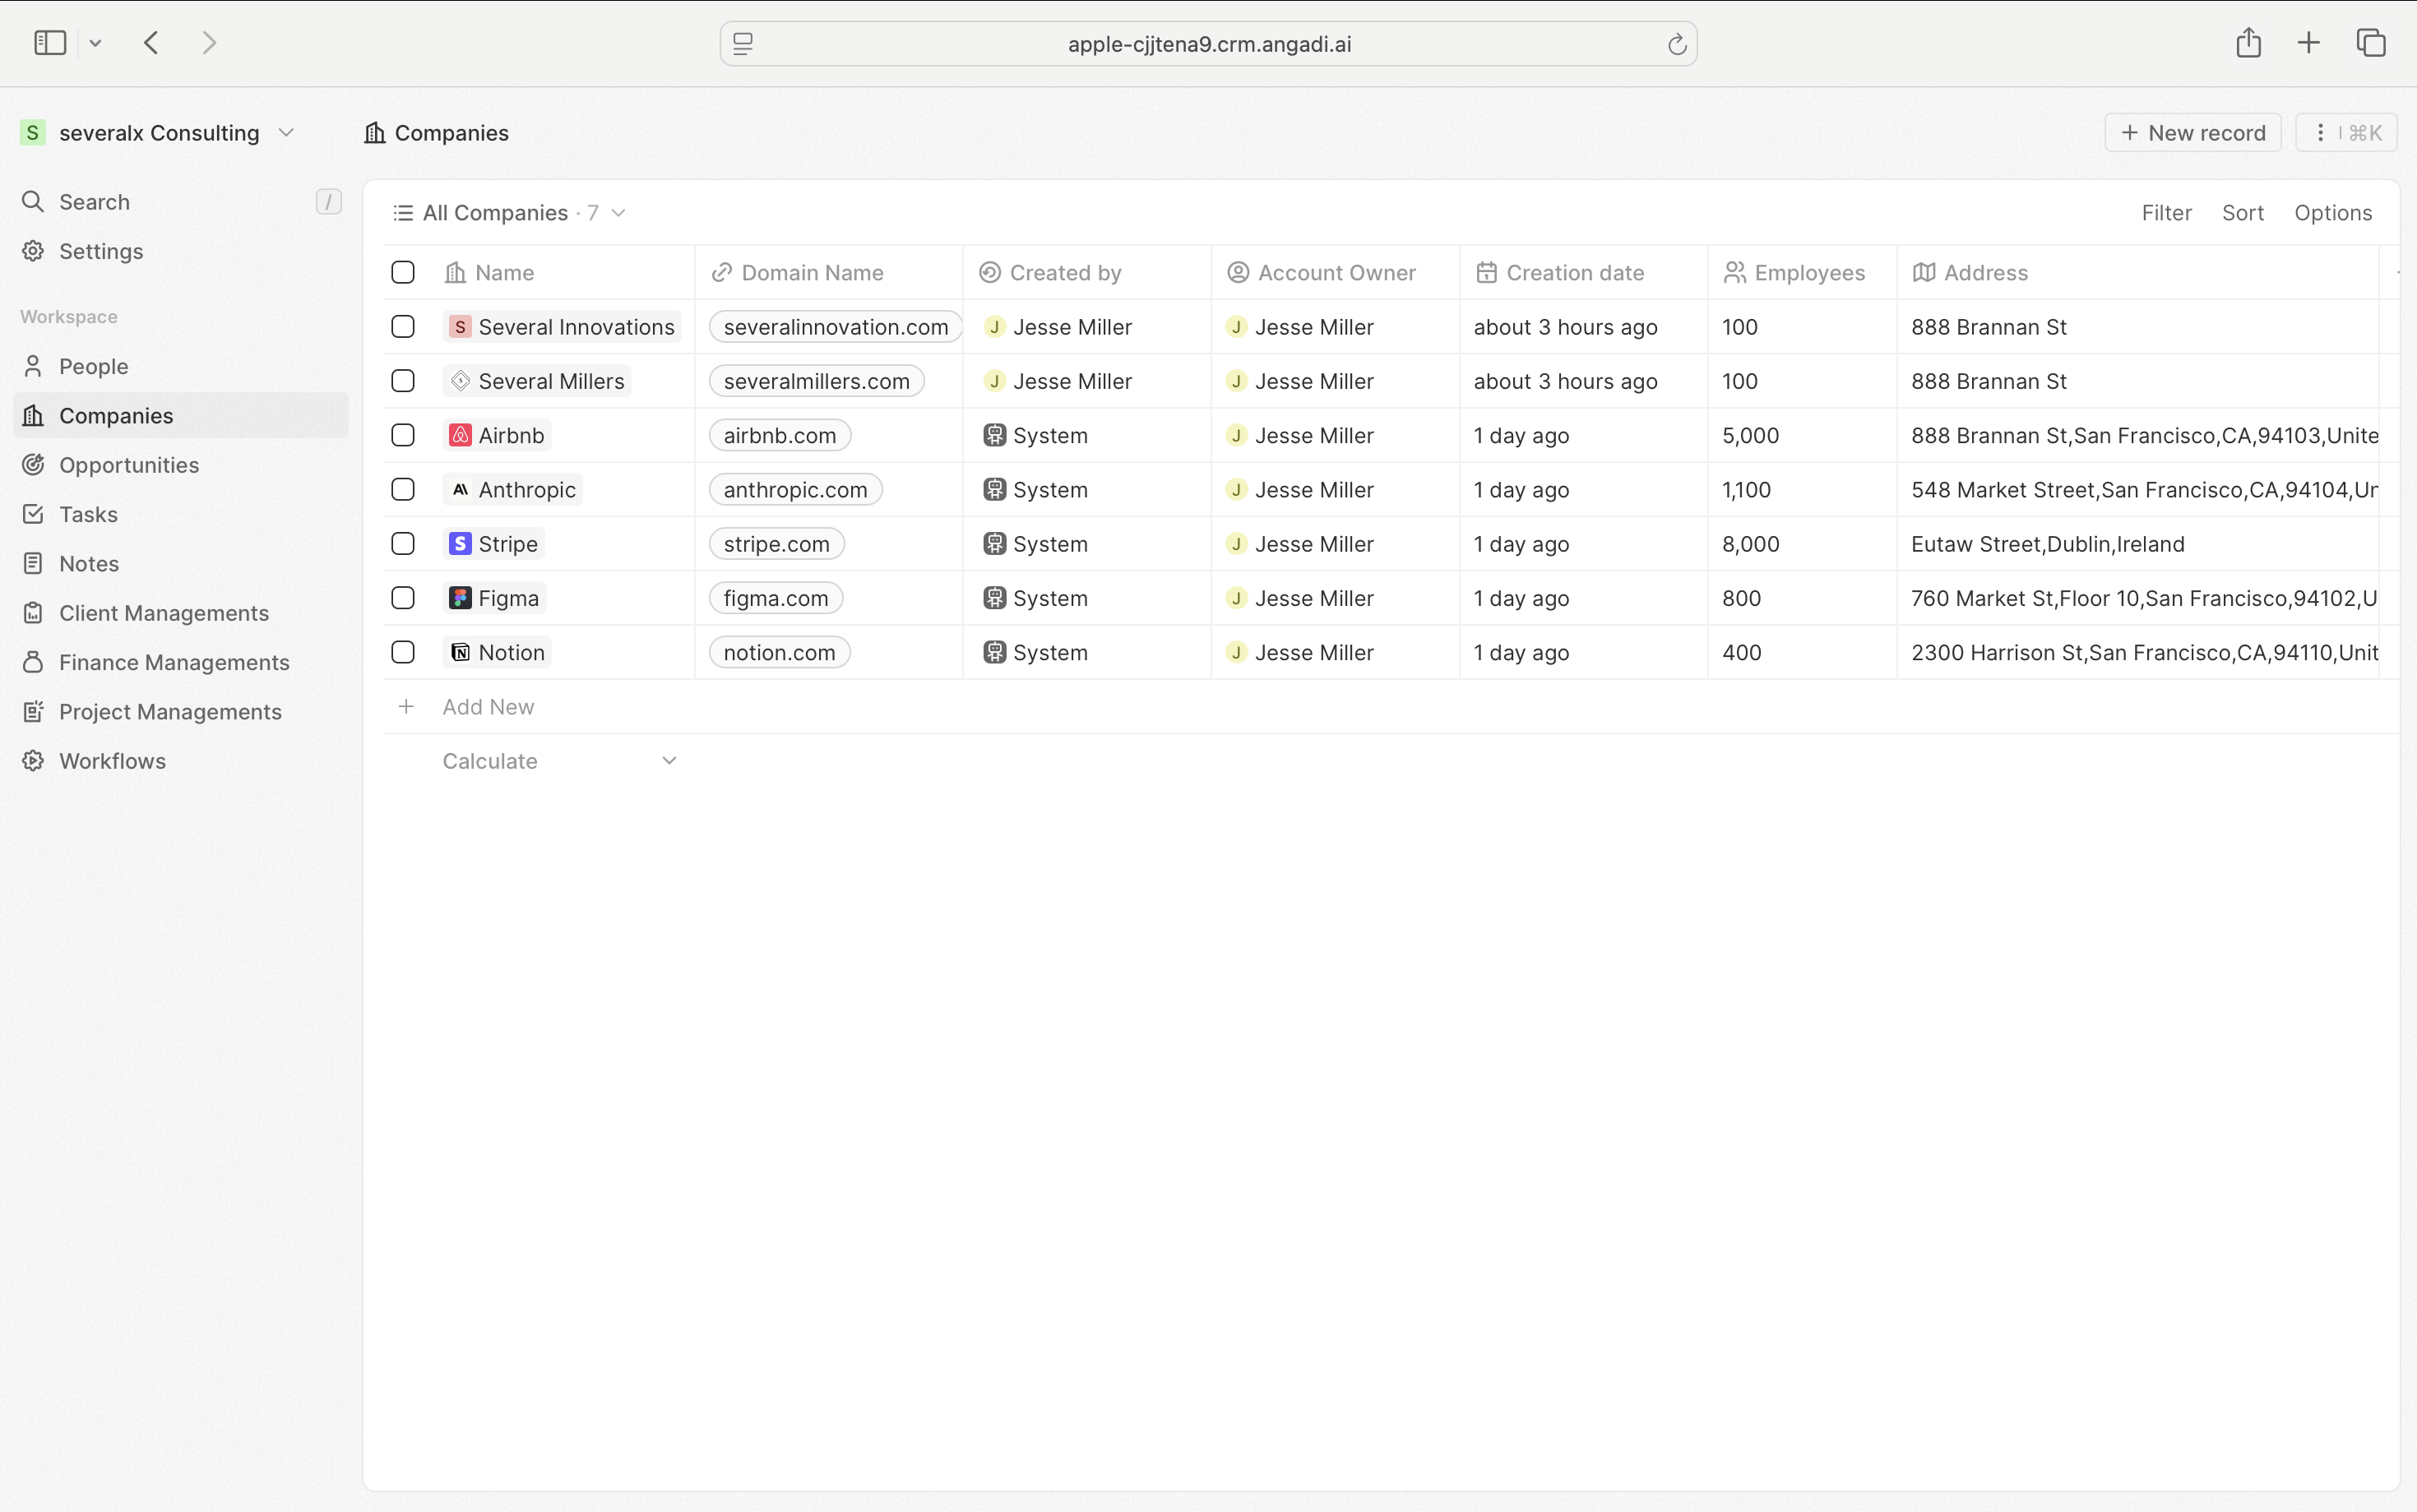 apple-cjjtena9.crm.angadi.ai
S severalx Consulting
Companies
+ New record
⌘K
Search /
Settings
Workspace
People
Companies
Opportunities
Tasks
Notes
Client Managements
Finance Managements
Project Managements
Workflows
All Companies · 7
Filter Sort Options
Name Domain Name Created by Account Owner Creation date Employees Address
S Several Innovations severalinnovation.com J Jesse Miller J Jesse Miller about 3 hours ago 100 888 Brannan St
Several Millers severalmillers.com J Jesse Miller J Jesse Miller about 3 hours ago 100 888 Brannan St
Airbnb airbnb.com System J Jesse Miller 1 day ago 5,000 888 Brannan St,San Francisco,CA,94103,Unite
Anthropic anthropic.com System J Jesse Miller 1 day ago 1,100 548 Market Street,San Francisco,CA,94104,Un
Stripe stripe.com System J Jesse Miller 1 day ago 8,000 Eutaw Street,Dublin,Ireland
Figma figma.com System J Jesse Miller 1 day ago 800 760 Market St,Floor 10,San Francisco,94102,U
Notion notion.com System J Jesse Miller 1 day ago 400 2300 Harrison St,San Francisco,CA,94110,Unit
+ Add New
Calculate